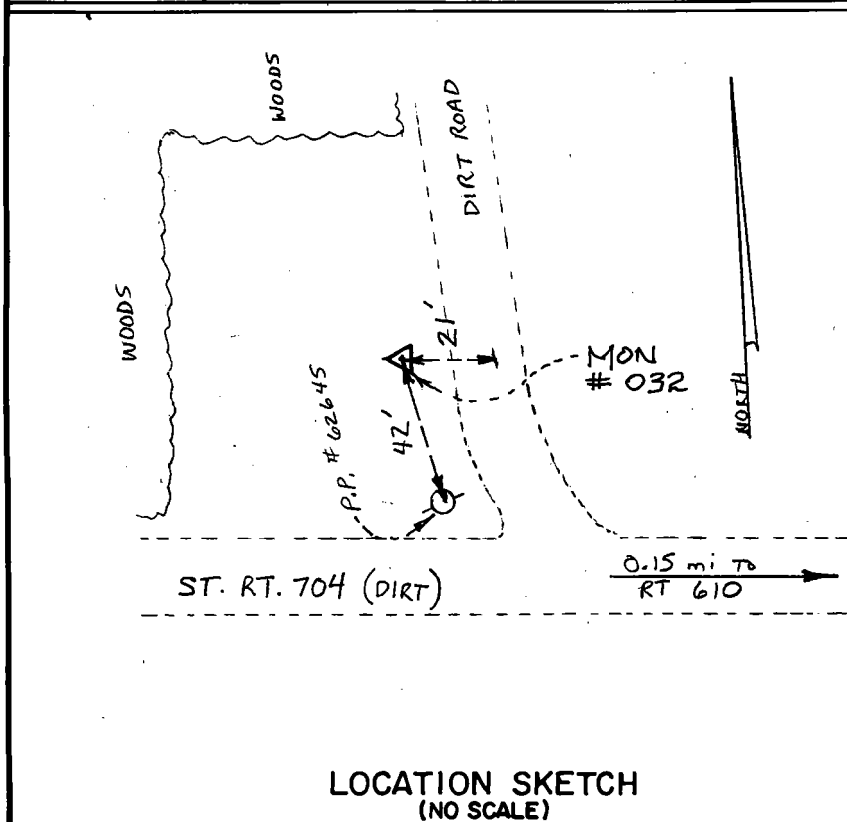 WOODS
WOODS
DIRT ROAD
21'
MON
# 032
42'
P.P. # 62645
NORTH
ST. RT. 704 (DIRT)
0.15 mi TO
RT 610
LOCATION SKETCH
(NO SCALE)